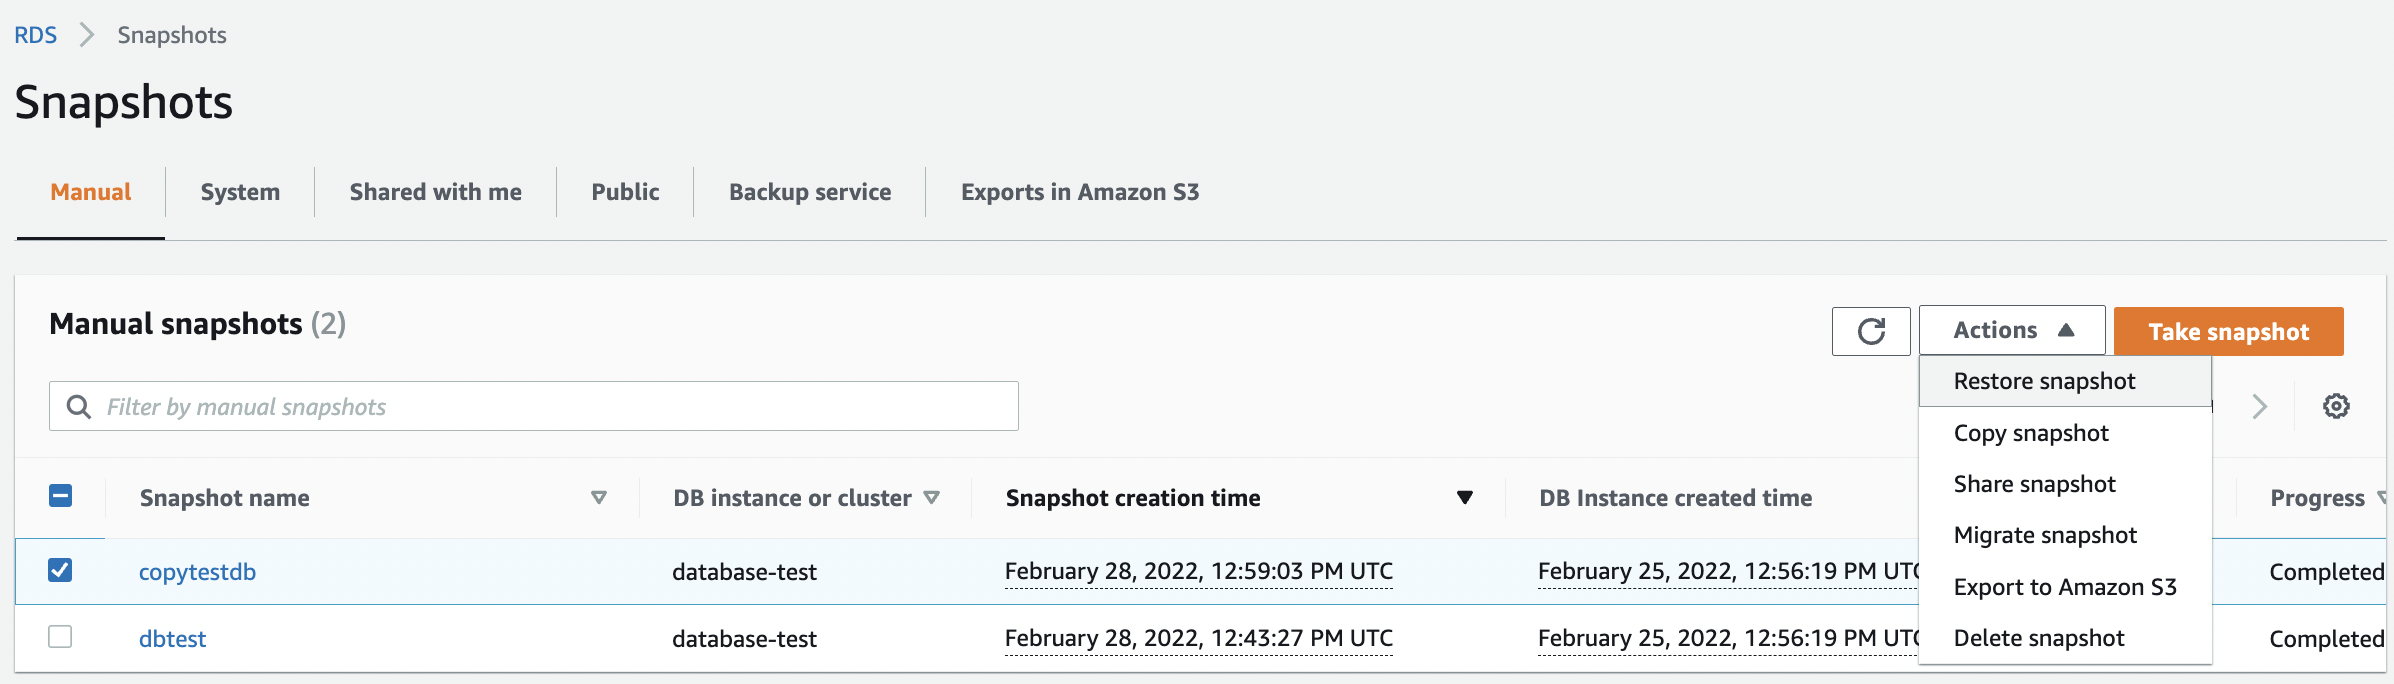 RDS Snapshots
Snapshots
Manual System Shared with me Public Backup service Exports in Amazon S3
Manual snapshots (2)
Actions Take snapshot
Filter by manual snapshots
Restore snapshot
Copy snapshot
Share snapshot
Migrate snapshot
Export to Amazon S3
Delete snapshot
Snapshot name DB instance or cluster Snapshot creation time DB Instance created time Progress
copytestdb database-test February 28, 2022, 12:59:03 PM UTC February 25, 2022, 12:56:19 PM UTC Completed
dbtest database-test February 28, 2022, 12:43:27 PM UTC February 25, 2022, 12:56:19 PM UTC Completed